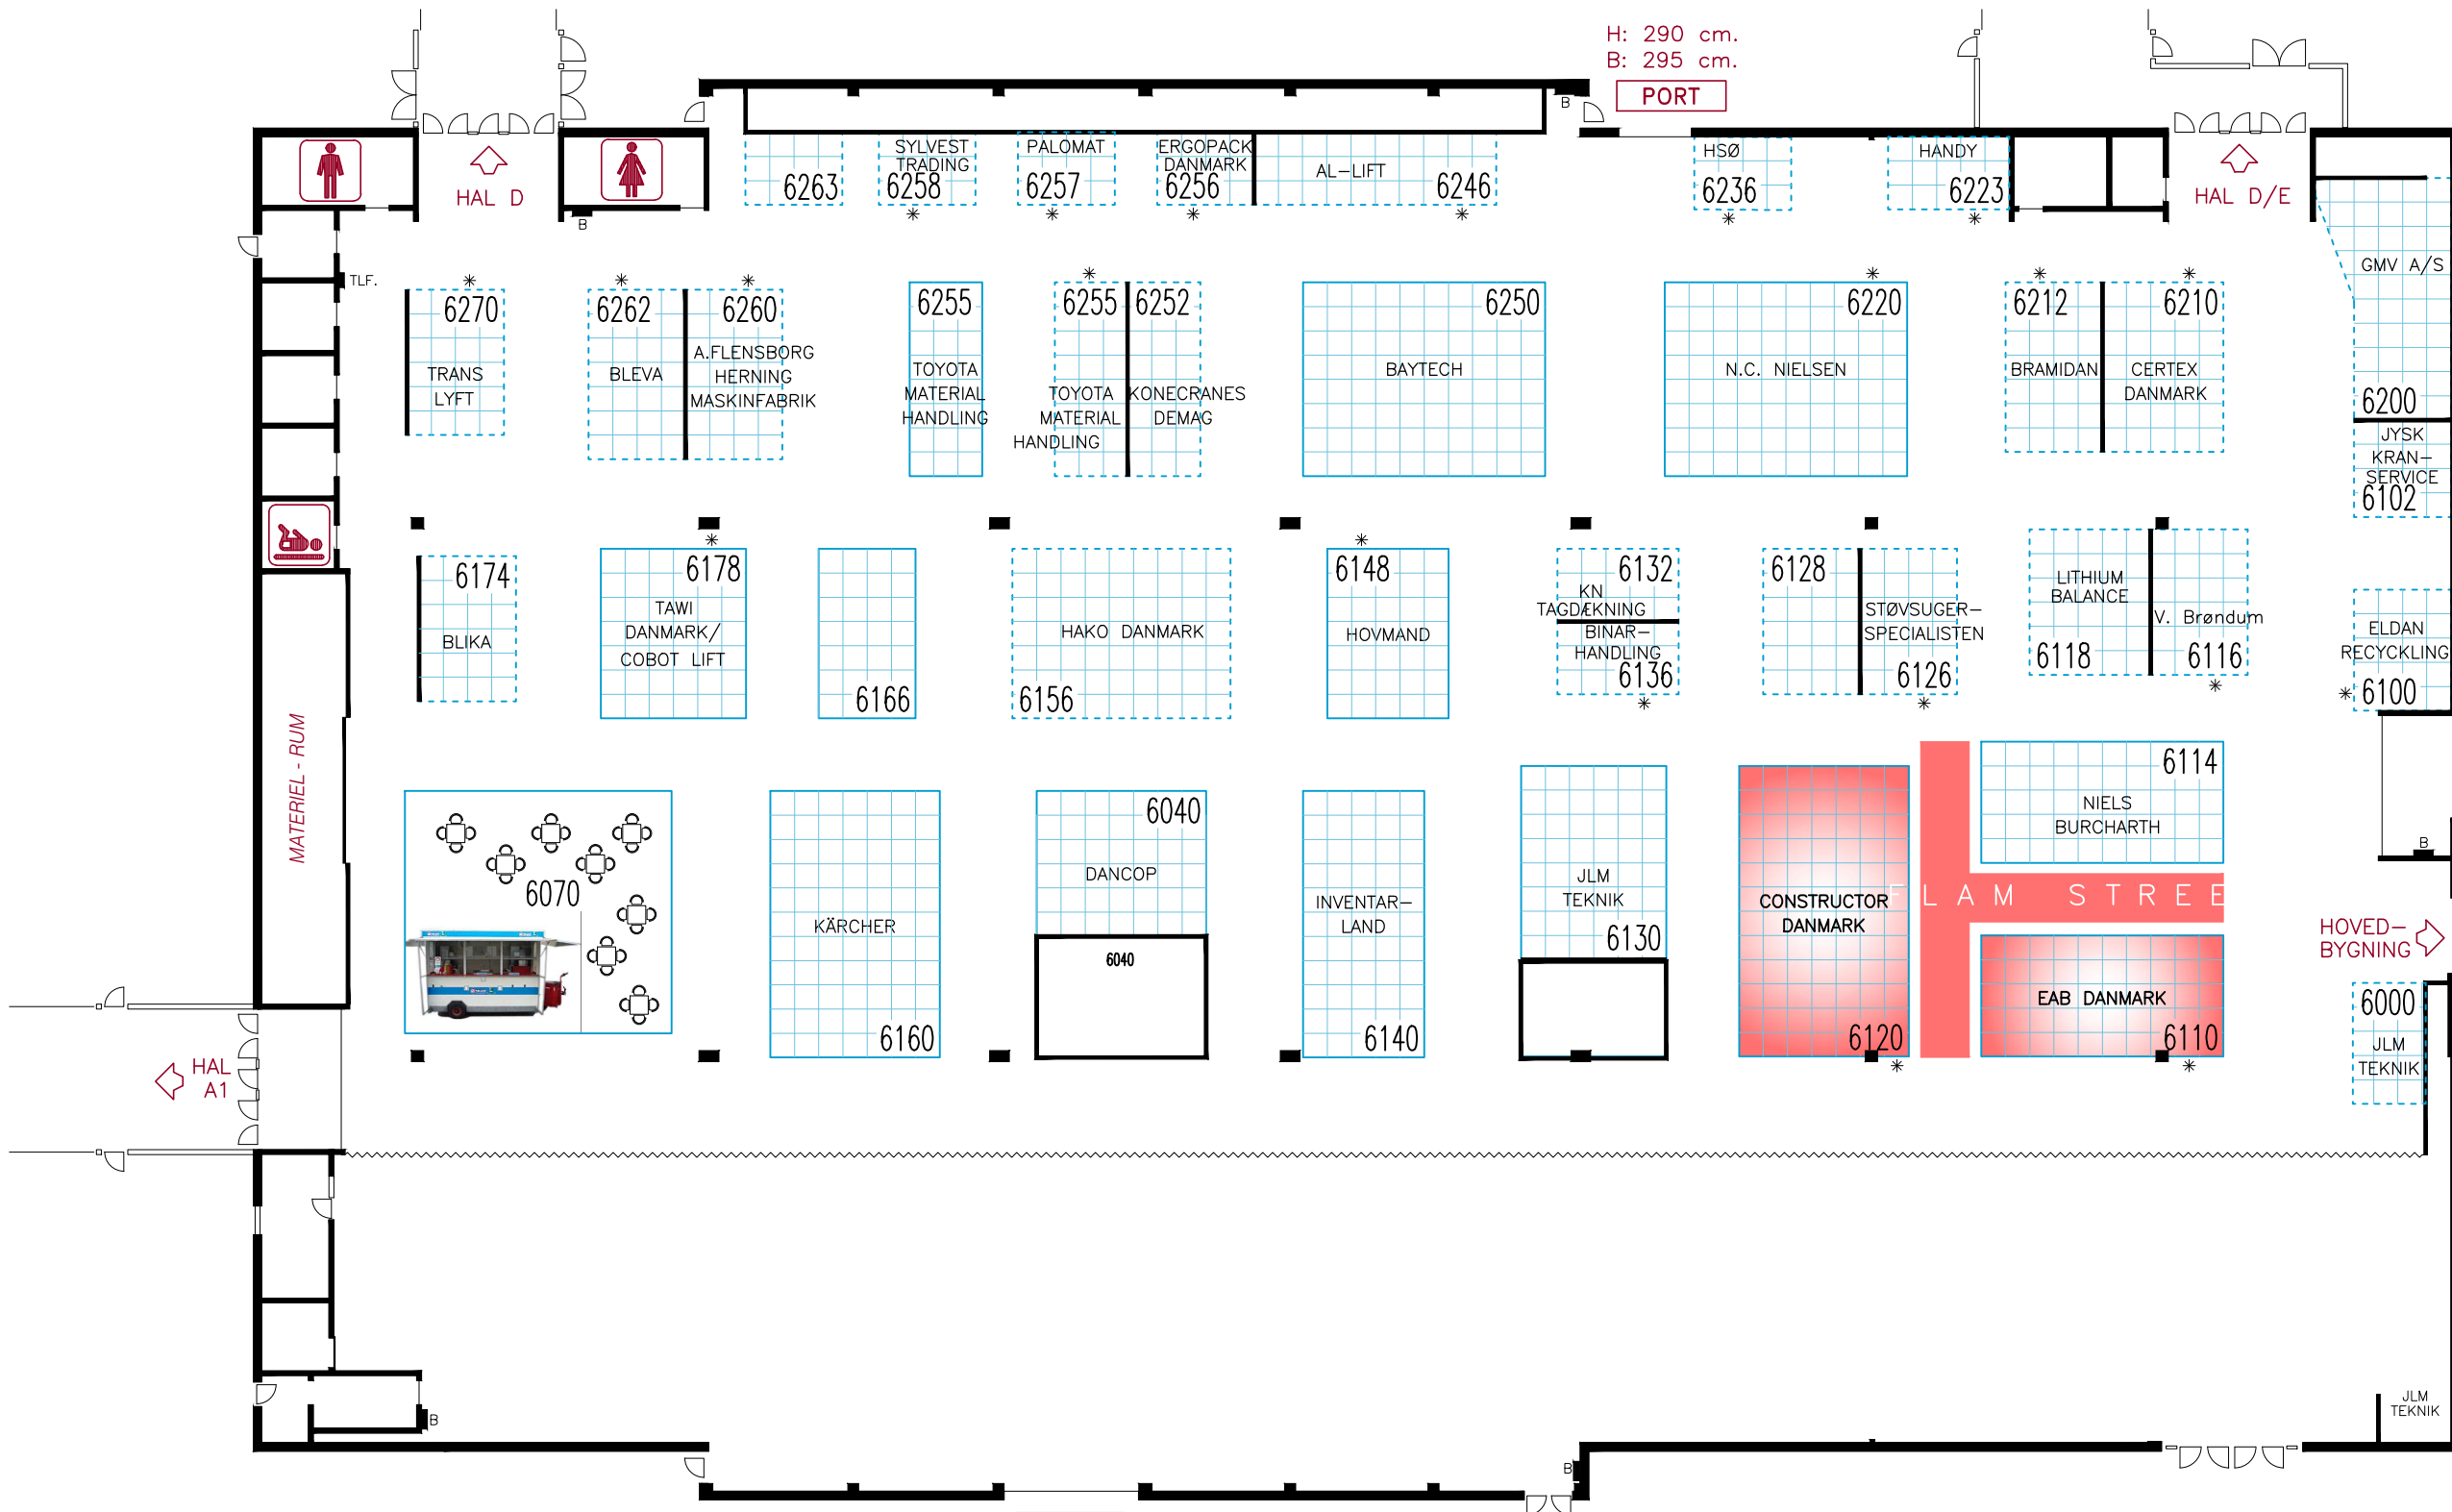 H: 290 cm.
B: 295 cm.
PORT
B
HAL D
B
TLF.
6263
SYLVEST
TRADING
6258
*
PALOMAT
6257
*
ERGOPACK
DANMARK
6256
*
AL-LIFT
6246
*
HSØ
6236
*
HANDY
6223
*
HAL D/E
GMV A/S
6200
*
6270
TRANS
LYFT
*
6262
BLEVA
*
6260
A.FLENSBORG
HERNING
MASKINFABRIK
6255
TOYOTA
MATERIAL
HANDLING
*
6255
TOYOTA
MATERIAL
HANDLING
6252
KONECRANES
DEMAG
6250
BAYTECH
*
6220
N.C. NIELSEN
*
6212
BRAMIDAN
*
6210
CERTEX
DANMARK
JYSK
KRAN-
SERVICE
6102
6174
BLIKA
*
6178
TAWI
DANMARK/
COBOT LIFT
6166
HAKO DANMARK
6156
*
6148
HOVMAND
6132
KN
TAGDÆKNING
BINAR-
HANDLING
6136
*
6128
STØVSUGER-
SPECIALISTEN
6126
*
LITHIUM
BALANCE
6118
V. Brøndum
6116
*
ELDAN
RECYCKLING
* 6100
MATERIEL - RUM
6070
KÄRCHER
6160
6040
DANCOP
6040
INVENTAR-
LAND
6140
JLM
TEKNIK
6130
CONSTRUCTOR
DANMARK
6120
*
FLAM STREE
6114
NIELS
BURCHARTH
EAB DANMARK
6110
*
B
HOVED-
BYGNING
6000
JLM
TEKNIK
HAL
A1
B
B
JLM
TEKNIK